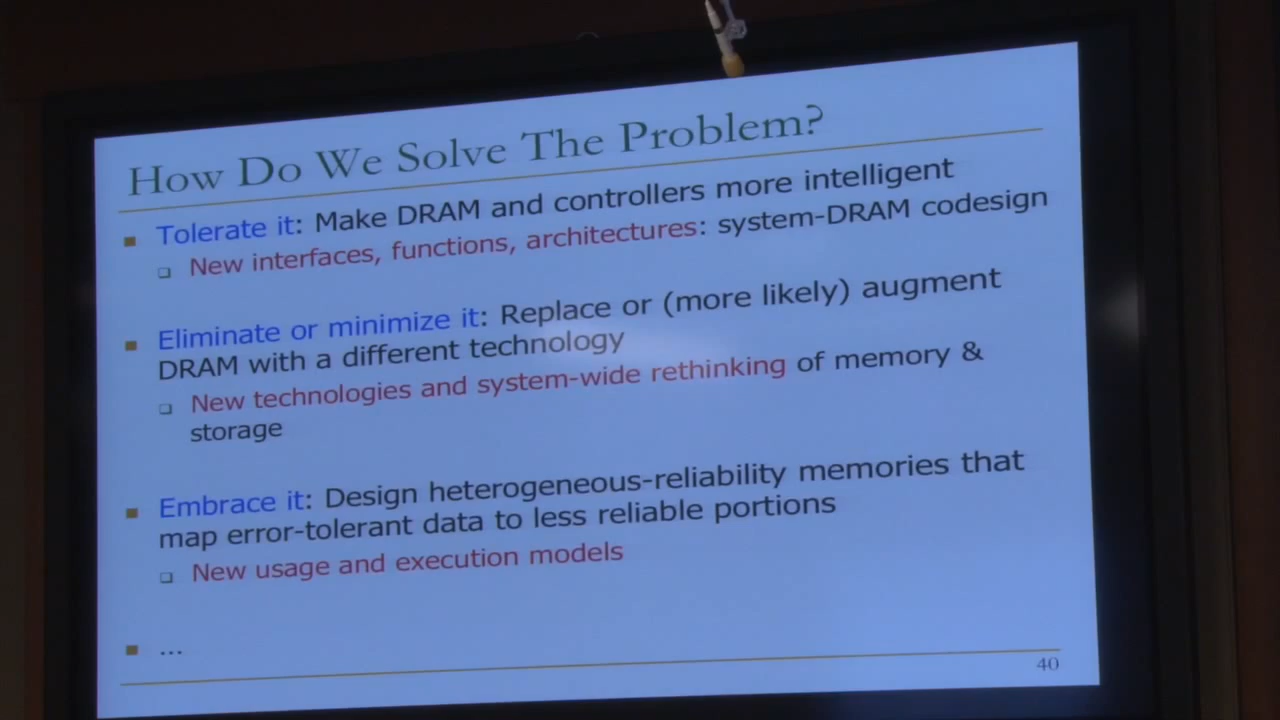 How Do We Solve The Problem?
Tolerate it: Make DRAM and controllers more intelligent
New interfaces, functions, architectures: system-DRAM codesign
Eliminate or minimize it: Replace or (more likely) augment
DRAM with a different technology
New technologies and system-wide rethinking of memory &
storage
Embrace it: Design heterogeneous-reliability memories that
map error-tolerant data to less reliable portions
New usage and execution models
...
40